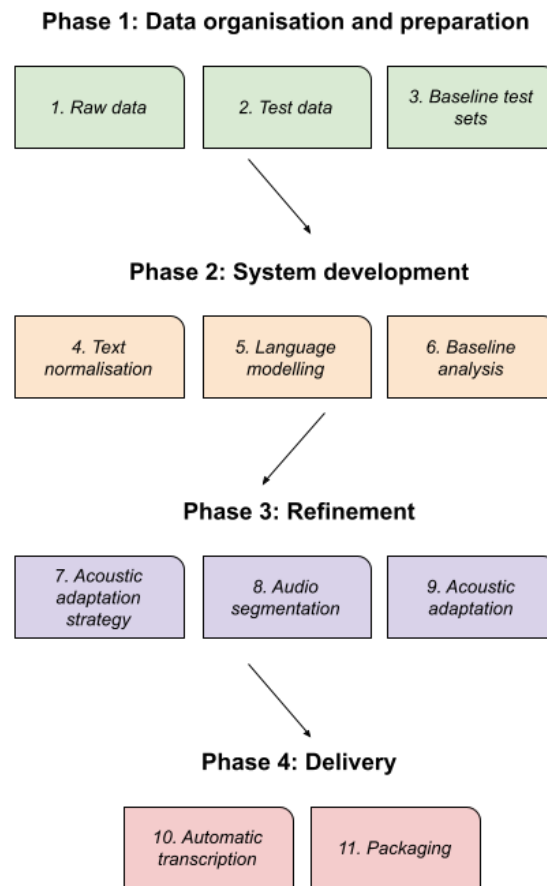 Phase 1: Data organisation and preparation
1. Raw data
2. Test data
3. Baseline test
sets
Phase 2: System development
4. Text
normalisation
5. Language
modelling
6. Baseline
analysis
Phase 3: Refinement
7. Acoustic
adaptation
strategy
8. Audio
segmentation
9. Acoustic
adaptation
Phase 4: Delivery
10. Automatic
transcription
11. Packaging